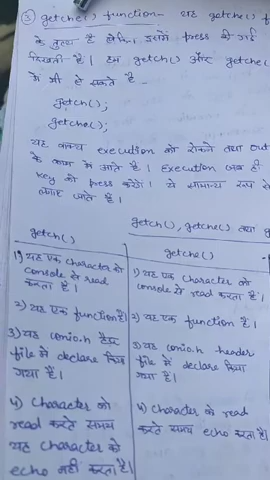 ③ getche() function- यह getche() f
के तुल्य है लेकिन इसमें press की गई
दिखती है। हम getch() और getche(
में भी ले सकते है -
getch();
getche();
यह वाक्य execution को रोकने तथा out
के काम में आते है। execution जब ही
key को press करेंगे। ये सामान्य रूप से
लगाए जाते है।
getch(), getche() तथा g
getch()
1) यह एक character को
console से read
करता है।
2) यह एक function है।
3) यह conio.h हैडर
file में declare किया
गया है।
4) character को
read करते समय
यह character को
echo नहीं करता है।
getche()
1) यह एक character को
console से read करता है।
2) यह एक function है।
3) यह conio.h header
file में declare किया
गया है।
4) character को read
करते समय echo करता है।